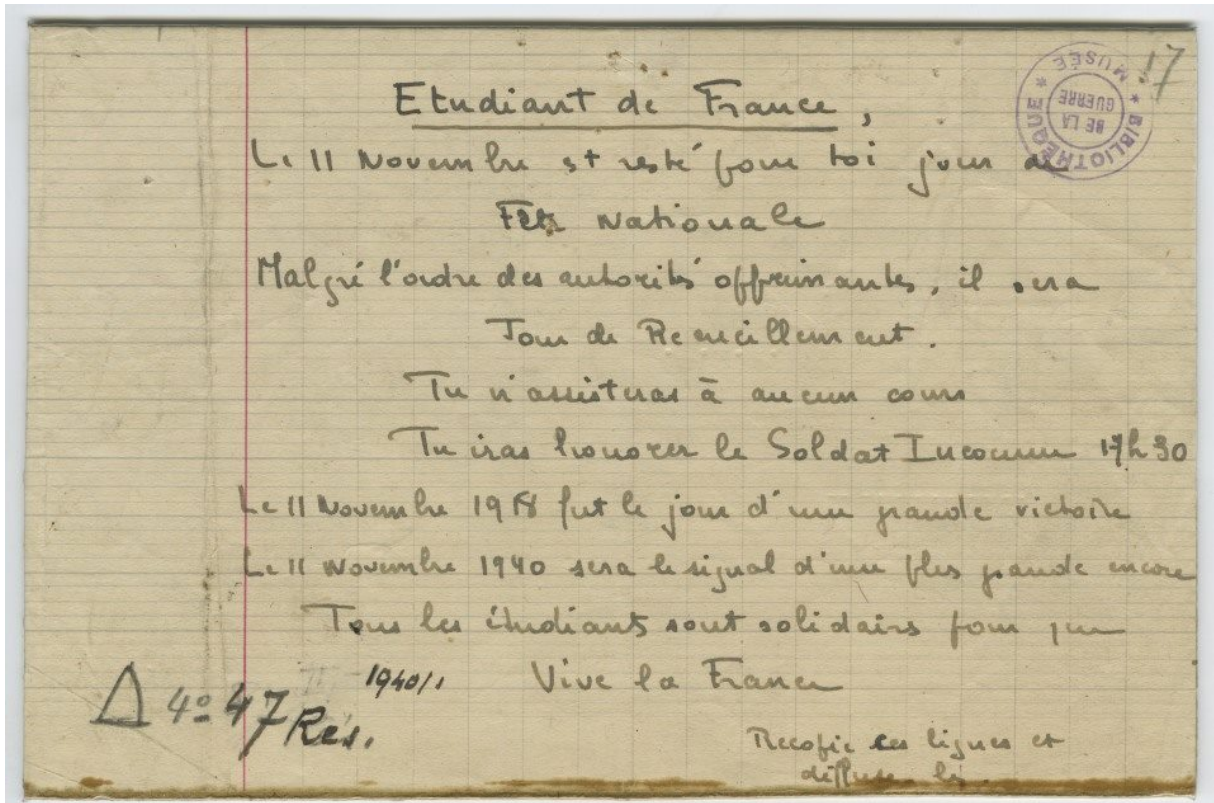 17
* BIBLIOTHÈQUE * MUSÉE
DE LA
GUERRE
Etudiant de France,
Le 11 Novembre est resté pour toi jour de
Fête Nationale
Malgré l'ordre des autorités opprimantes, il sera
Jour de Recueillement.
Tu n'assisteras à aucun cours
Tu iras honorer le Soldat Inconnu 17h30
Le 11 Novembre 1918 fut le jour d'une grande victoire
Le 11 Novembre 1940 sera le signal d'une plus grande encore
Tous les étudiants sont solidaires pour que
Vive la France
1940/1
Δ 4º 47 Rés.
Recopie ces lignes et
diffuse les.